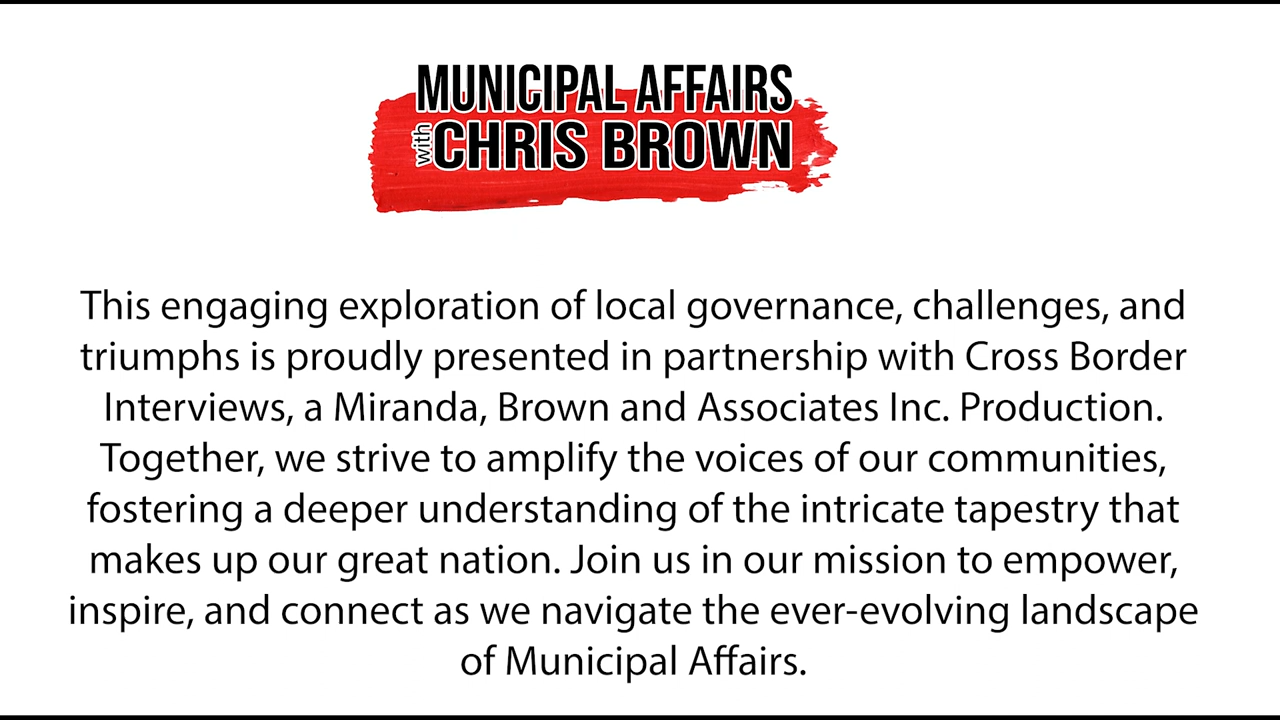 MUNICIPAL AFFAIRS
with CHRIS BROWN
This engaging exploration of local governance, challenges, and
triumphs is proudly presented in partnership with Cross Border
Interviews, a Miranda, Brown and Associates Inc. Production.
Together, we strive to amplify the voices of our communities,
fostering a deeper understanding of the intricate tapestry that
makes up our great nation. Join us in our mission to empower,
inspire, and connect as we navigate the ever-evolving landscape
of Municipal Affairs.